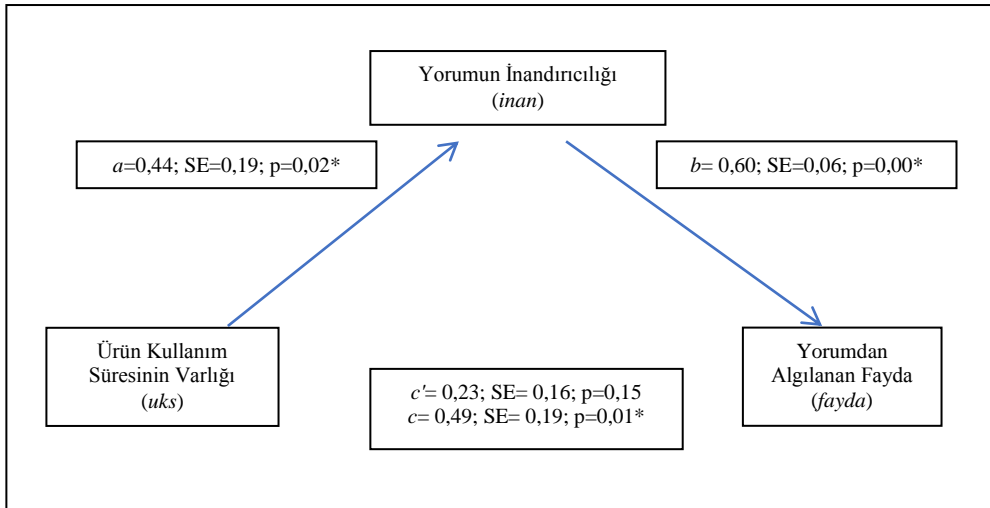 Yorumun İnandırıcılığı
(inan)
a=0,44; SE=0,19; p=0,02*
b= 0,60; SE=0,06; p=0,00*
Ürün Kullanım
Süresinin Varlığı
(uks)
c'= 0,23; SE= 0,16; p=0,15
c= 0,49; SE= 0,19; p=0,01*
Yorumdan
Algılanan Fayda
(fayda)